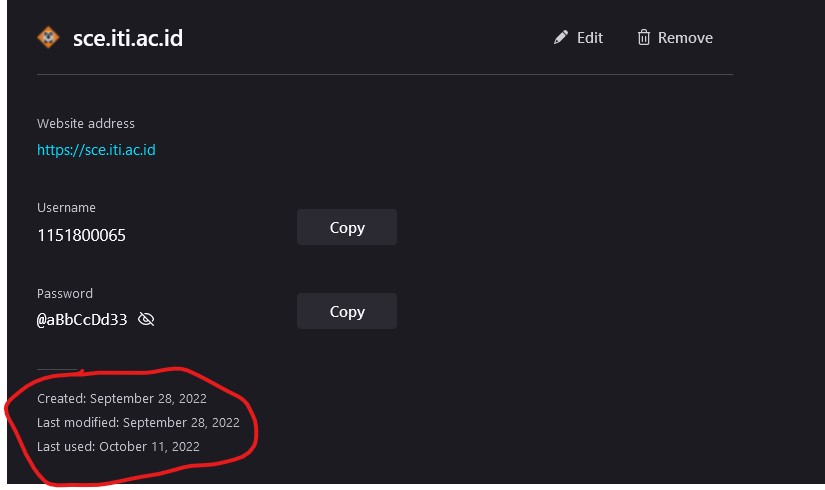 sce.iti.ac.id
Edit
Remove
Website address
https://sce.iti.ac.id
Username
1151800065
Copy
Password
@aBbCcDd33
Copy
Created: September 28, 2022
Last modified: September 28, 2022
Last used: October 11, 2022